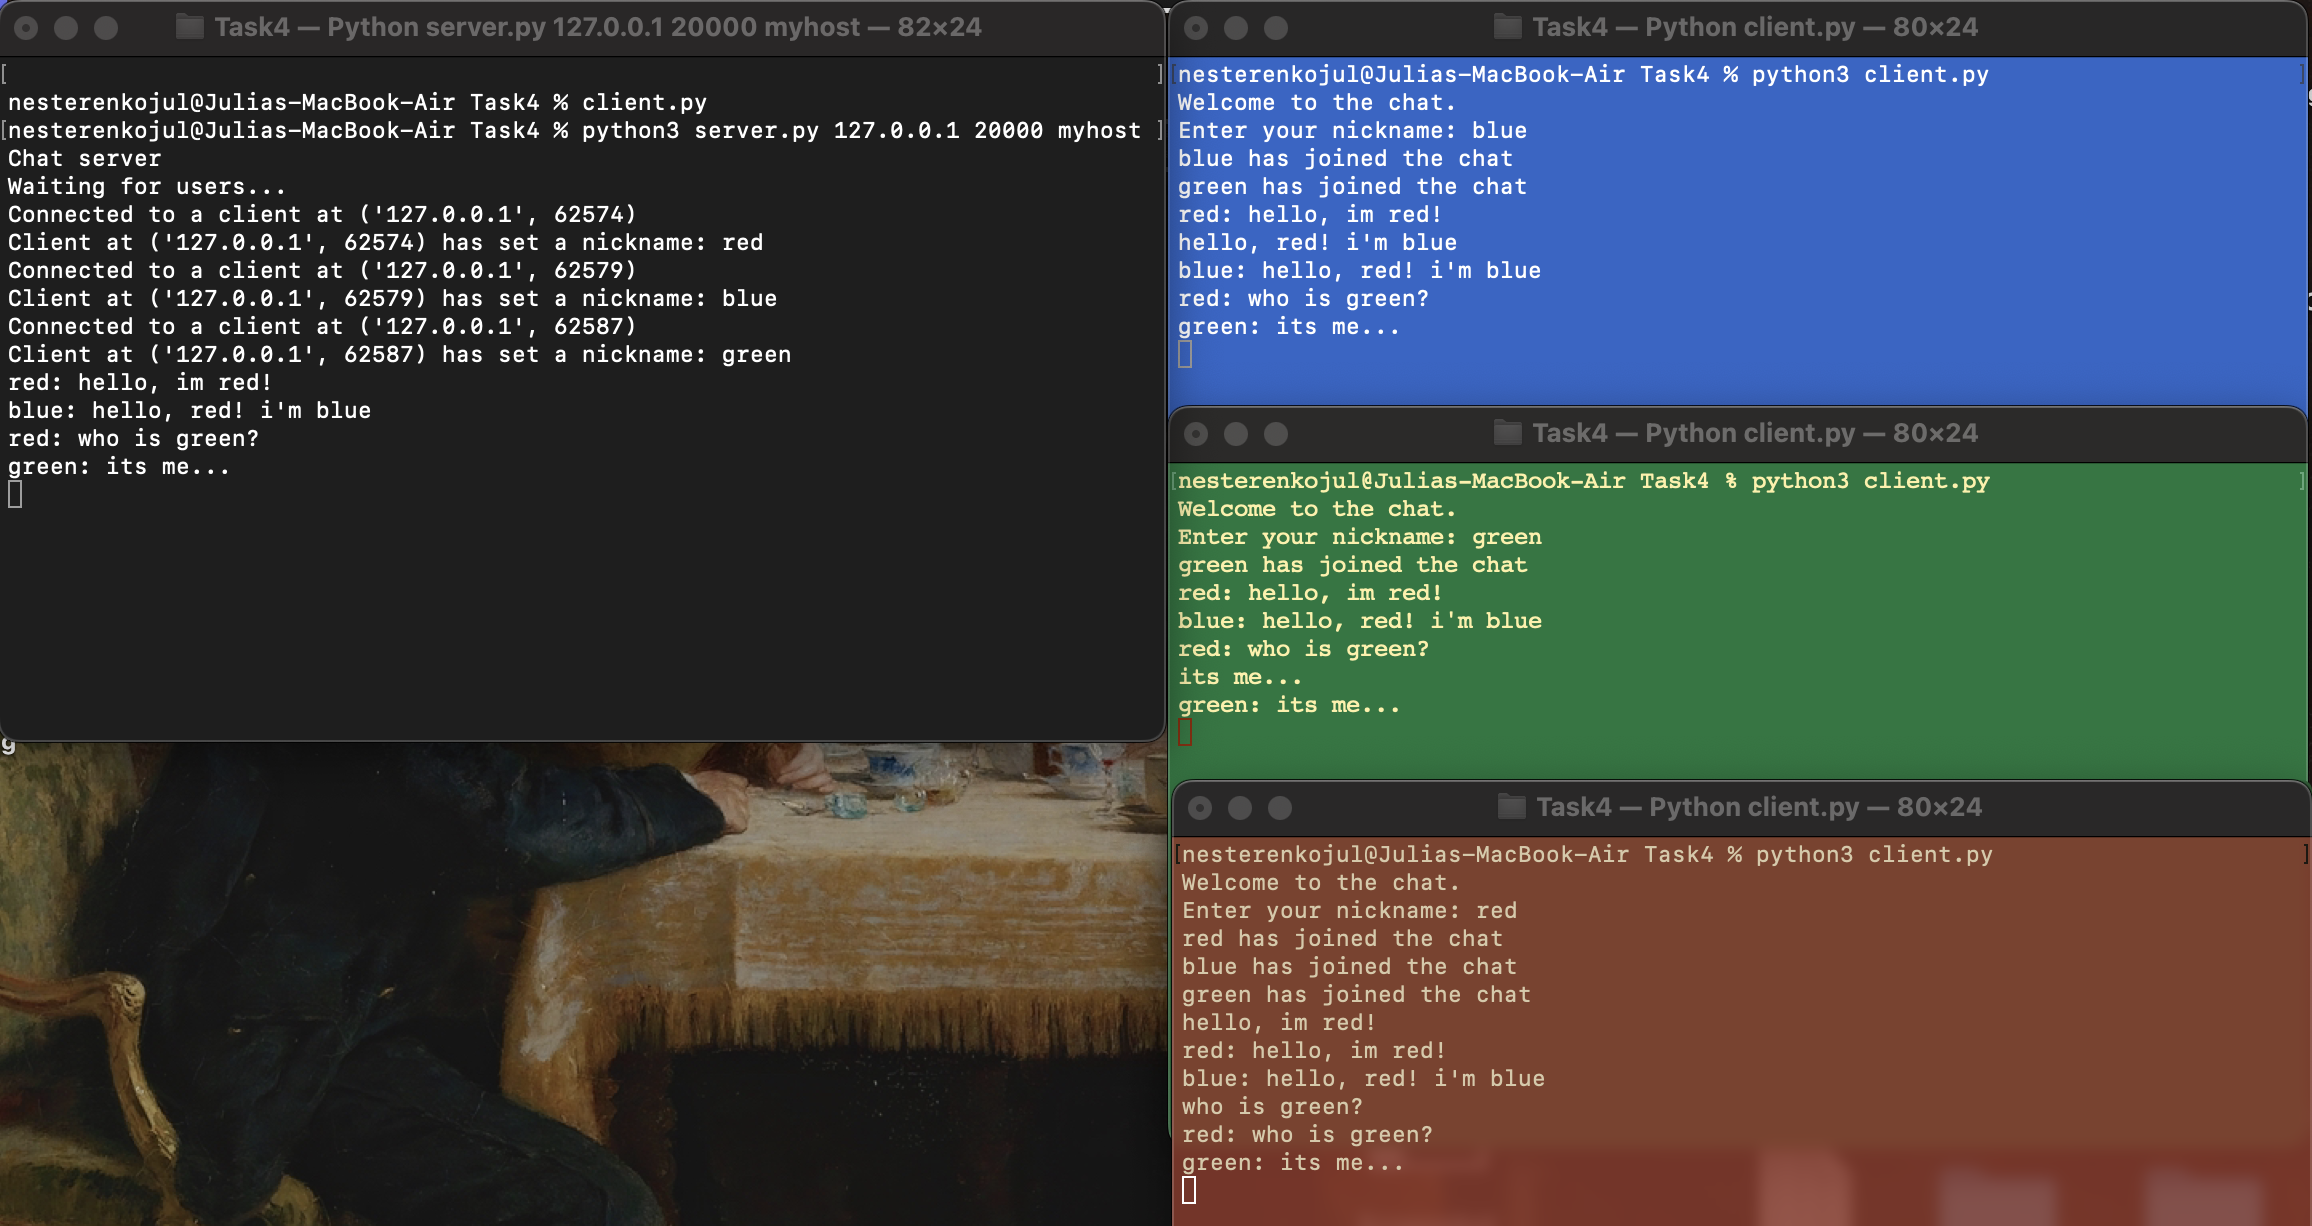 Task4 — Python server.py 127.0.0.1 20000 myhost — 82×24
[ ]
nesterenkojul@Julias-MacBook-Air Task4 % client.py
[nesterenkojul@Julias-MacBook-Air Task4 % python3 server.py 127.0.0.1 20000 myhost ]
Chat server
Waiting for users...
Connected to a client at ('127.0.0.1', 62574)
Client at ('127.0.0.1', 62574) has set a nickname: red
Connected to a client at ('127.0.0.1', 62579)
Client at ('127.0.0.1', 62579) has set a nickname: blue
Connected to a client at ('127.0.0.1', 62587)
Client at ('127.0.0.1', 62587) has set a nickname: green
red: hello, im red!
blue: hello, red! i'm blue
red: who is green?
green: its me...
g
Task4 — Python client.py — 80×24
[nesterenkojul@Julias-MacBook-Air Task4 % python3 client.py ]
Welcome to the chat.
Enter your nickname: blue
blue has joined the chat
green has joined the chat
red: hello, im red!
hello, red! i'm blue
blue: hello, red! i'm blue
red: who is green?
green: its me...
Task4 — Python client.py — 80×24
[nesterenkojul@Julias-MacBook-Air Task4 % python3 client.py ]
Welcome to the chat.
Enter your nickname: green
green has joined the chat
red: hello, im red!
blue: hello, red! i'm blue
red: who is green?
its me...
green: its me...
Task4 — Python client.py — 80×24
[nesterenkojul@Julias-MacBook-Air Task4 % python3 client.py ]
Welcome to the chat.
Enter your nickname: red
red has joined the chat
blue has joined the chat
green has joined the chat
hello, im red!
red: hello, im red!
blue: hello, red! i'm blue
who is green?
red: who is green?
green: its me...